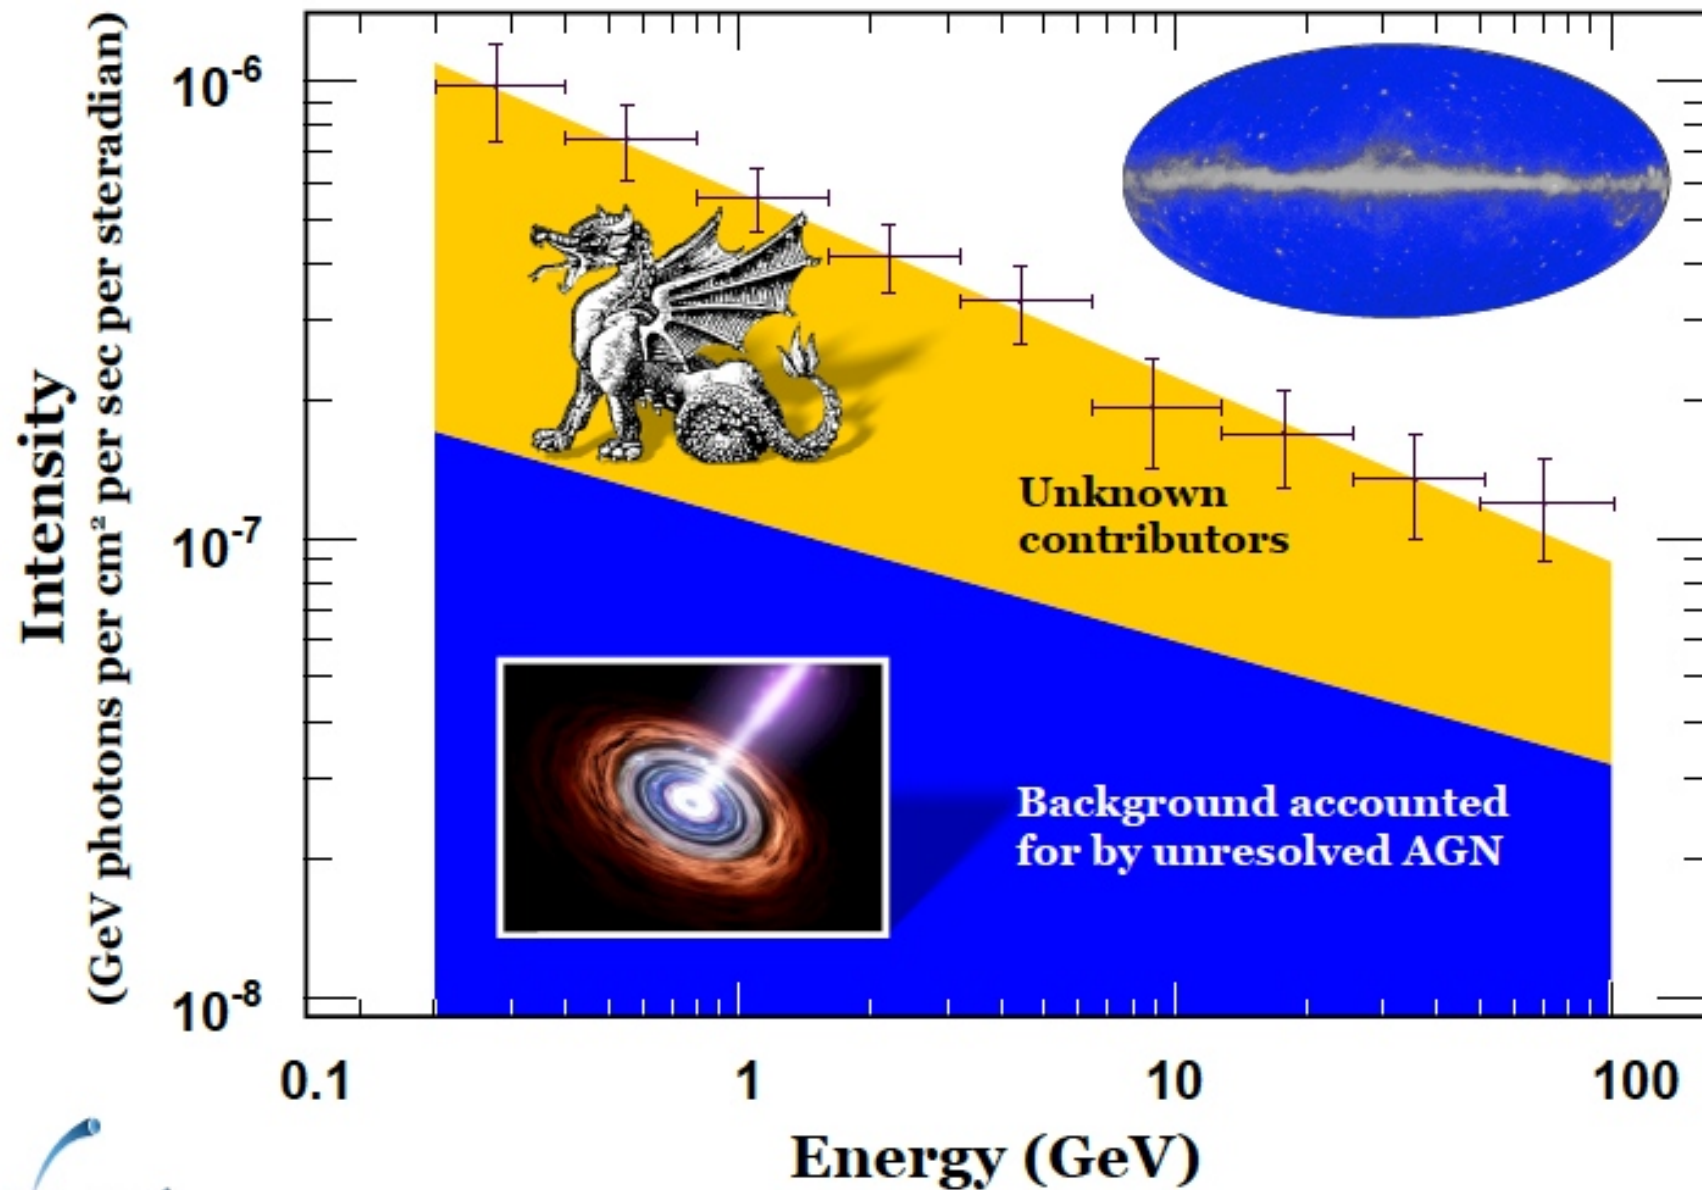 Intensity
(GeV photons per cm² per sec per steradian)
10⁻⁶
10⁻⁷
10⁻⁸
Unknown
contributors
Background accounted
for by unresolved AGN
0.1 1 10 100
Energy (GeV)